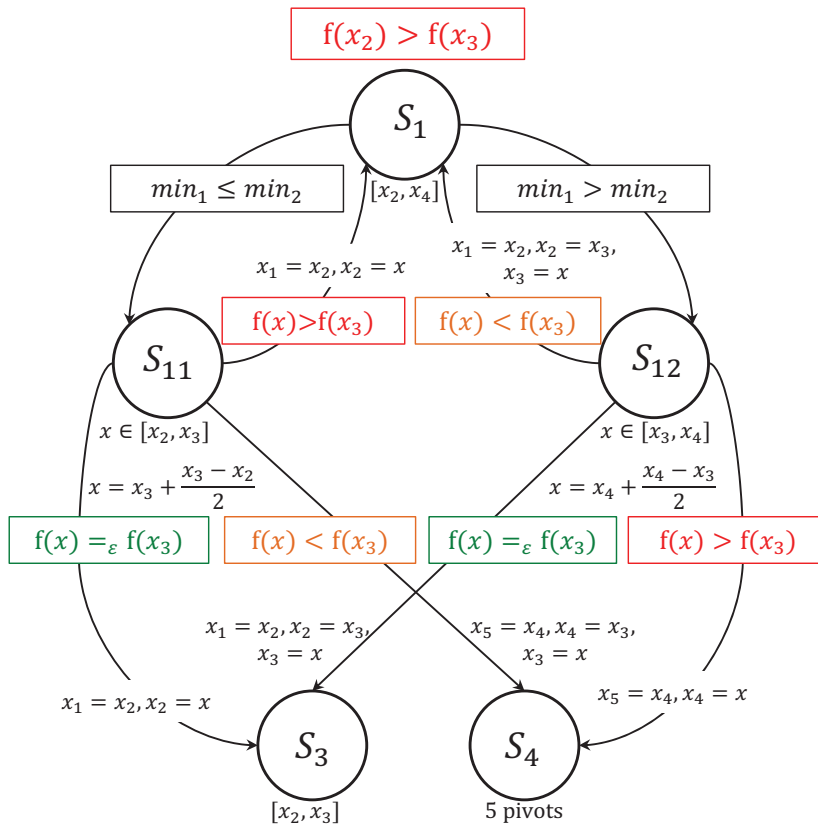 f(x₂) > f(x₃)
S₁
[x₂, x₄]
min₁ ≤ min₂
min₁ > min₂
x₁ = x₂, x₂ = x
x₁ = x₂, x₂ = x₃,
x₃ = x
f(x)>f(x₃)
f(x) < f(x₃)
S₁₁
S₁₂
x ∈ [x₂, x₃]
x ∈ [x₃, x₄]
x = x₃ + (x₃ − x₂)/2
x = x₄ + (x₄ − x₃)/2
f(x) =_ε f(x₃)
f(x) < f(x₃)
f(x) =_ε f(x₃)
f(x) > f(x₃)
x₁ = x₂, x₂ = x₃,
x₃ = x
x₅ = x₄, x₄ = x₃,
x₃ = x
x₁ = x₂, x₂ = x
x₅ = x₄, x₄ = x
S₃
S₄
[x₂, x₃]
5 pivots